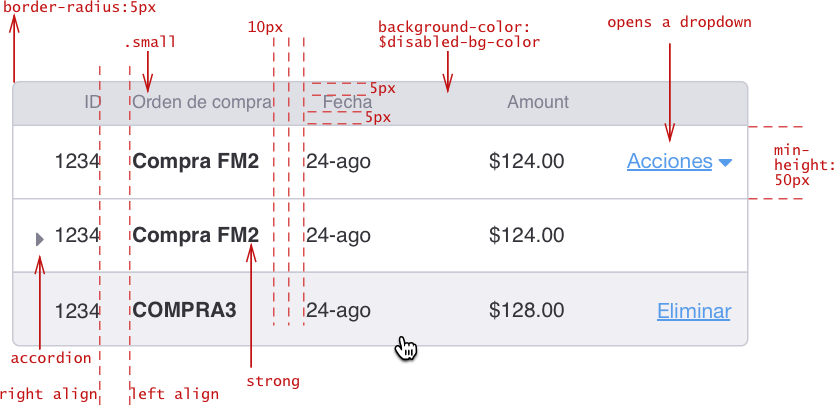 border-radius:5px
.small
10px
background-color:
$disabled-bg-color
opens a dropdown
5px
ID Orden de compra Fecha Amount
5px
1234 Compra FM2 24-ago $124.00 Acciones
min-
height:
50px
1234 Compra FM2 24-ago $124.00
1234 COMPRA3 24-ago $128.00 Eliminar
accordion
strong
right align left align